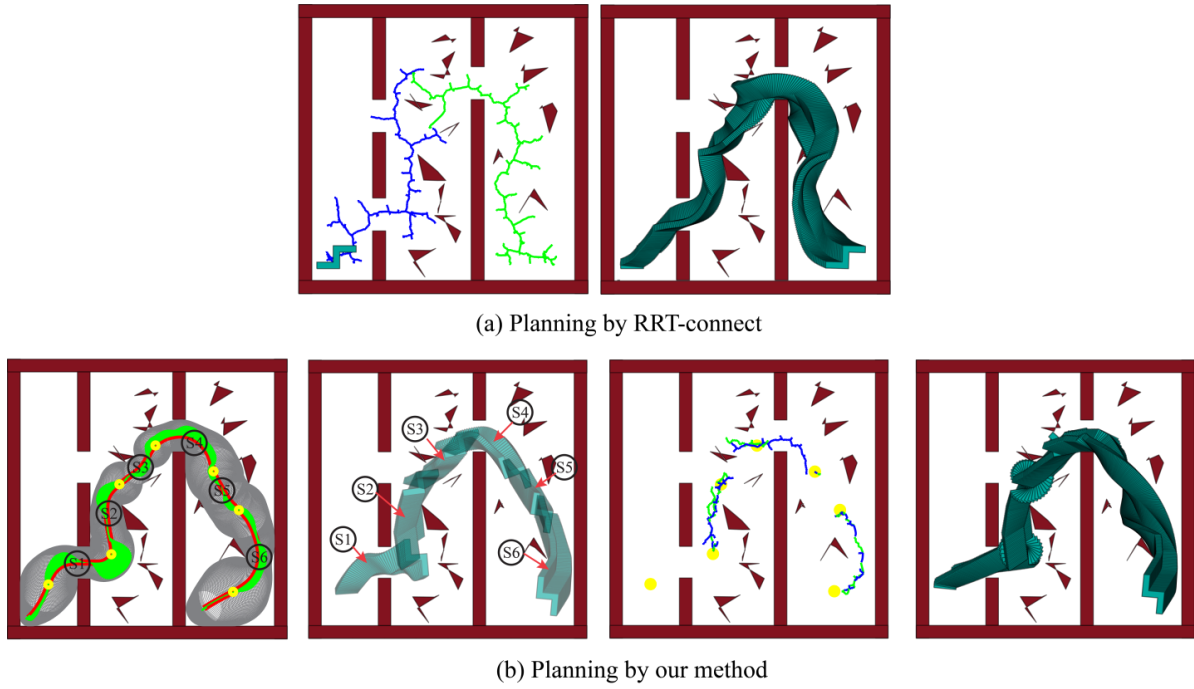 (a) Planning by RRT-connect
S1
S2
S3
S4
S5
S6
S1
S2
S3
S4
S5
S6
(b) Planning by our method